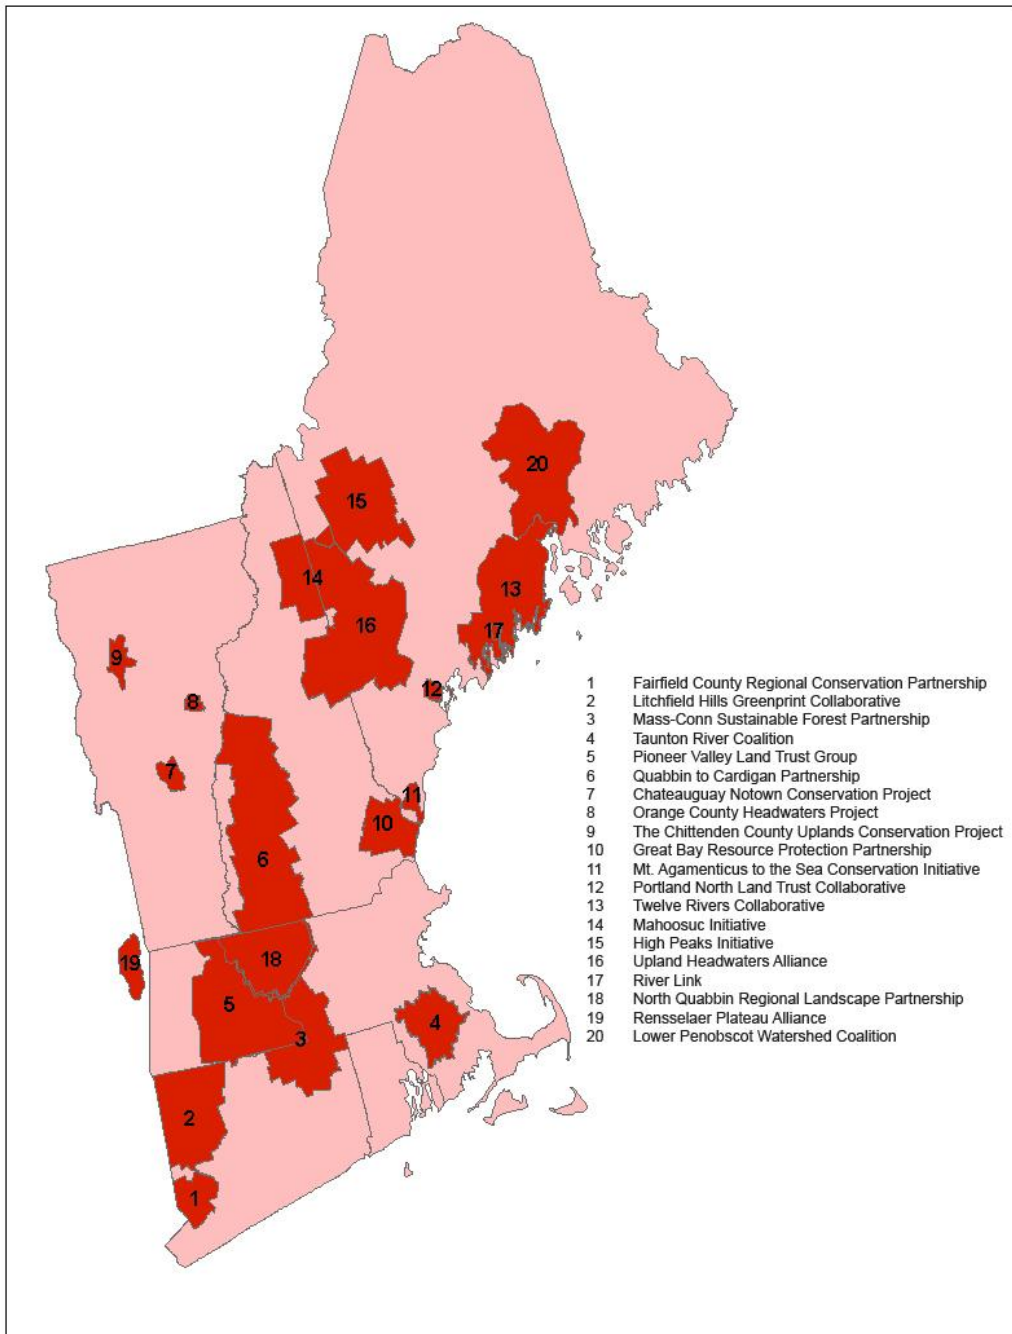 20
15
14
13
16
17
9
12
8
7
11
10
6
18
19
5
4
3
2
1
1 Fairfield County Regional Conservation Partnership
2 Litchfield Hills Greenprint Collaborative
3 Mass-Conn Sustainable Forest Partnership
4 Taunton River Coalition
5 Pioneer Valley Land Trust Group
6 Quabbin to Cardigan Partnership
7 Chateauguay Notown Conservation Project
8 Orange County Headwaters Project
9 The Chittenden County Uplands Conservation Project
10 Great Bay Resource Protection Partnership
11 Mt. Agamenticus to the Sea Conservation Initiative
12 Portland North Land Trust Collaborative
13 Twelve Rivers Collaborative
14 Mahoosuc Initiative
15 High Peaks Initiative
16 Upland Headwaters Alliance
17 River Link
18 North Quabbin Regional Landscape Partnership
19 Rensselaer Plateau Alliance
20 Lower Penobscot Watershed Coalition